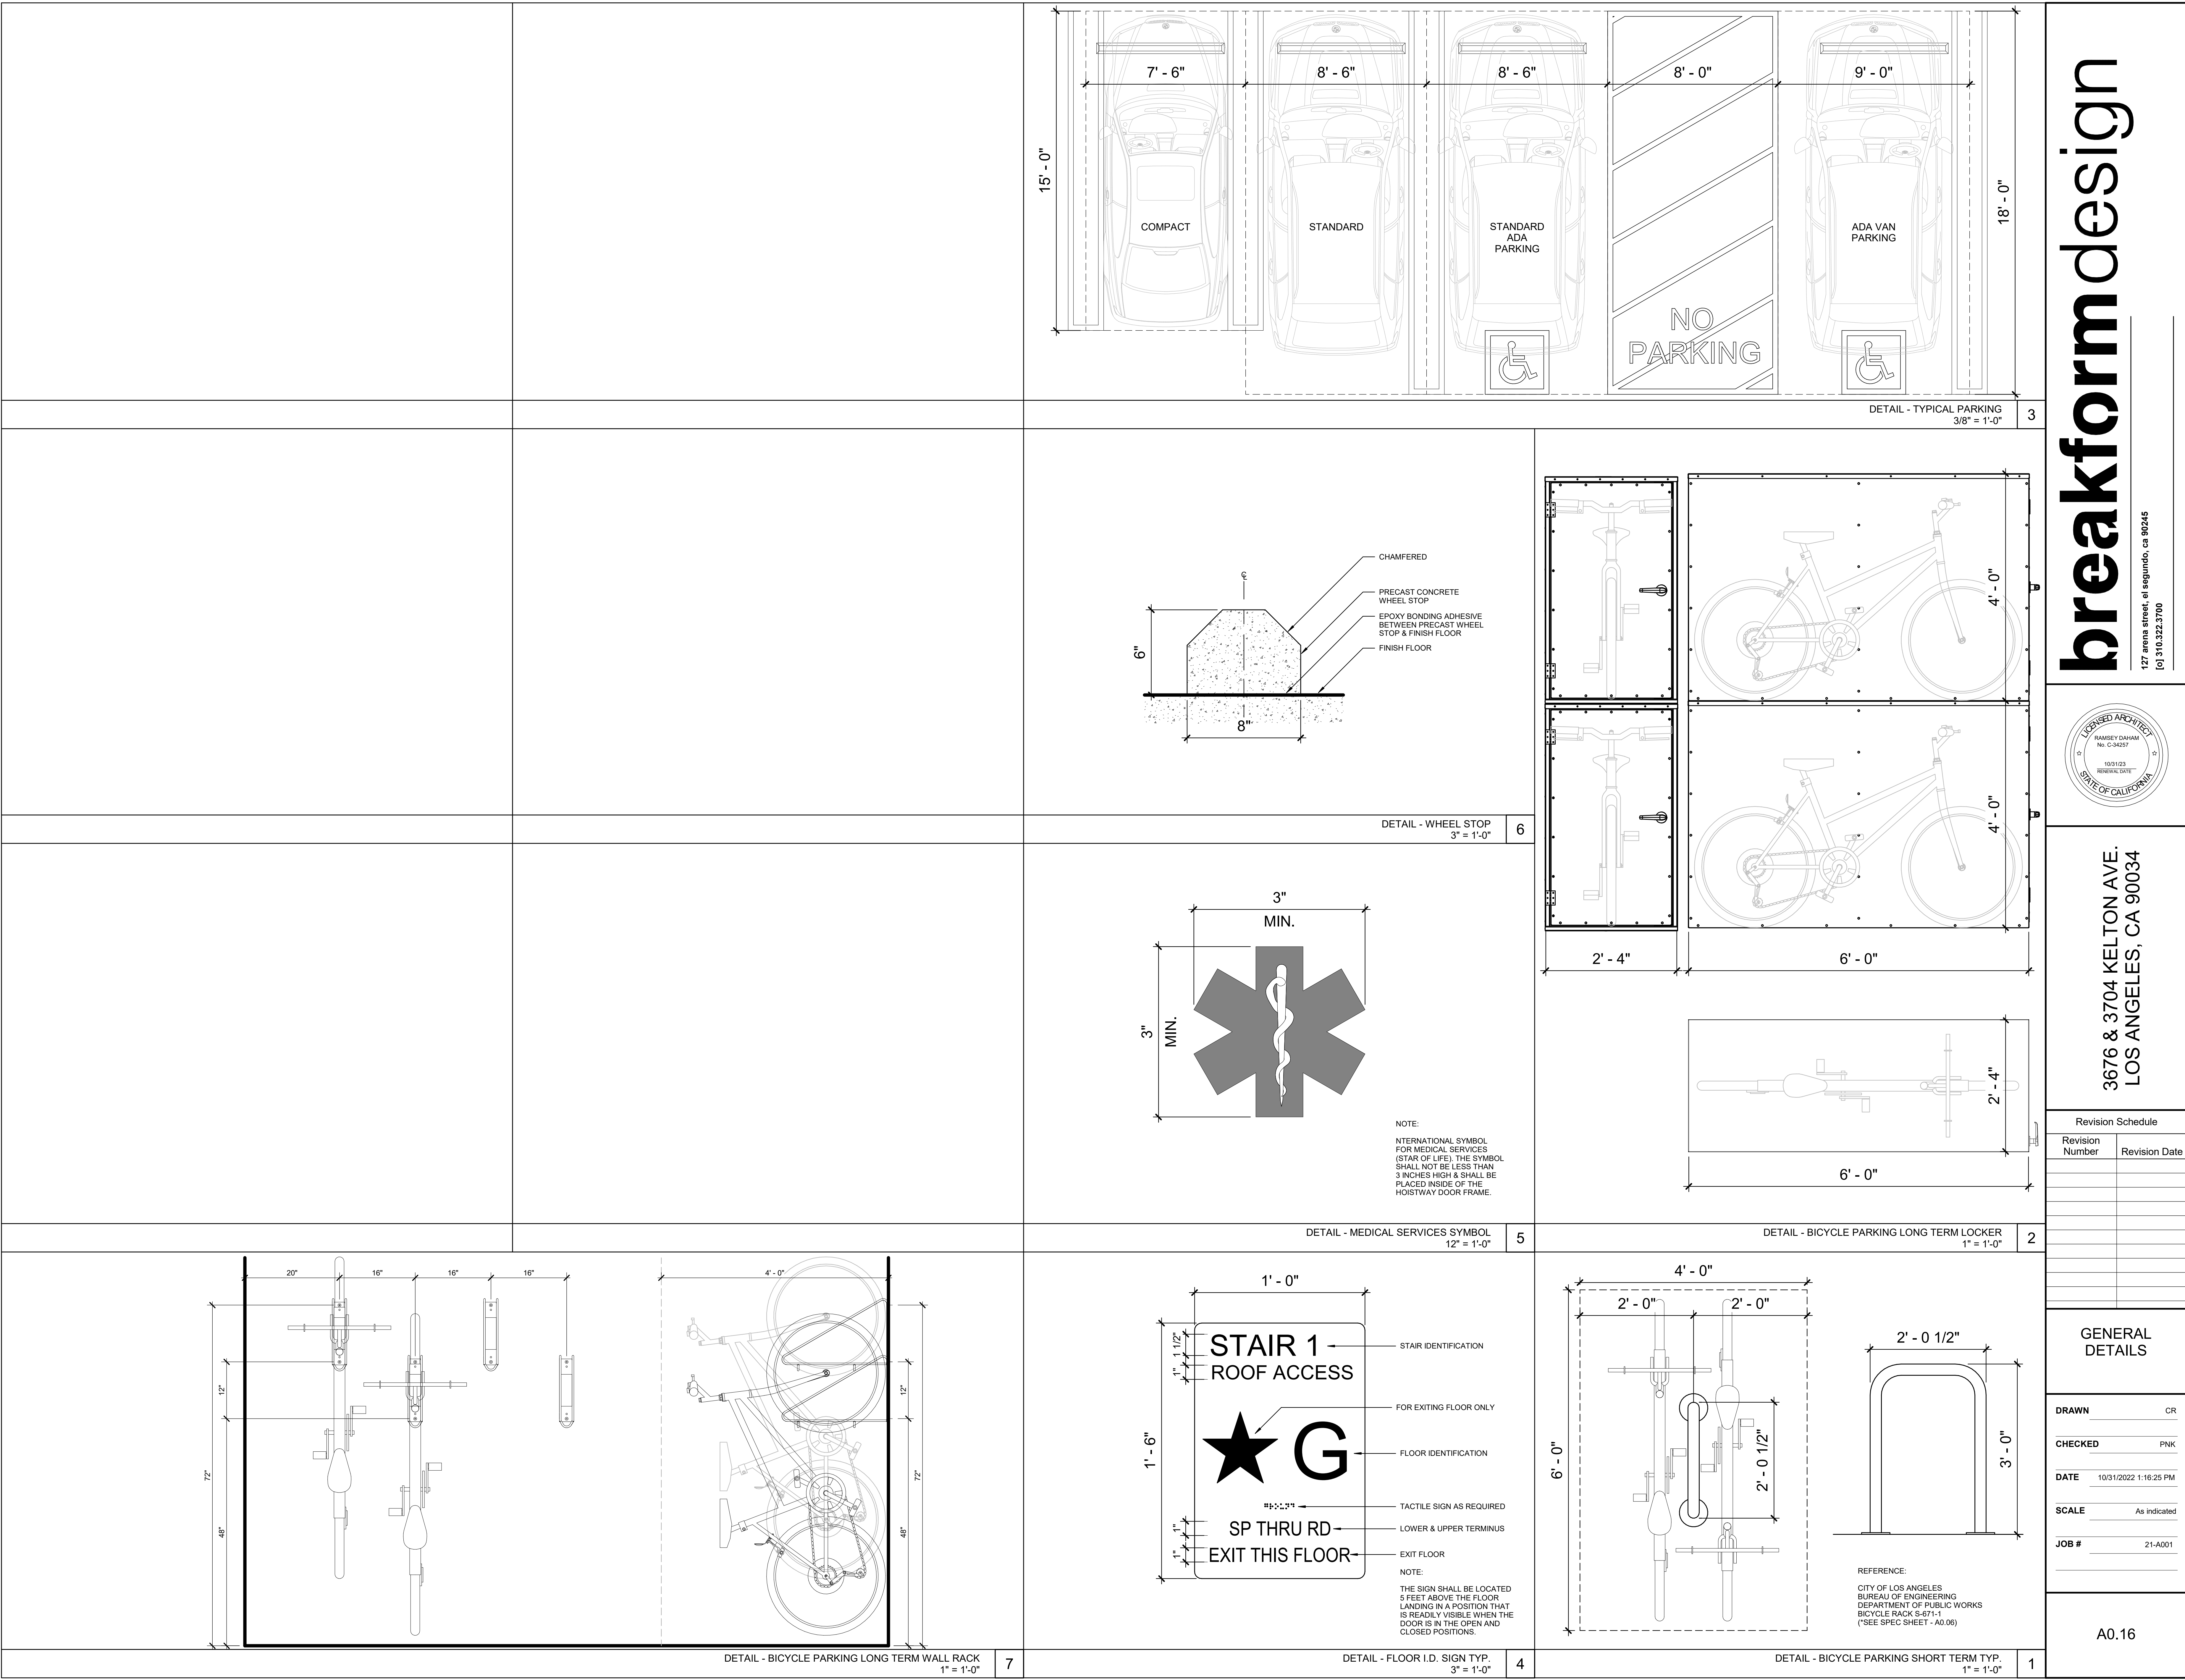 7' - 6"
8' - 6"
8' - 6"
8' - 0"
9' - 0"
15' - 0"
18' - 0"
COMPACT
STANDARD
STANDARD
ADA
PARKING
ADA VAN
PARKING
NO
PARKING
DETAIL - TYPICAL PARKING
3/8" = 1'-0"
3
CHAMFERED
PRECAST CONCRETE
WHEEL STOP
EPOXY BONDING ADHESIVE
BETWEEN PRECAST WHEEL
STOP & FINISH FLOOR
FINISH FLOOR
6"
8"
DETAIL - WHEEL STOP
3" = 1'-0"
6
3"
MIN.
3"
MIN.
NOTE:
NTERNATIONAL SYMBOL
FOR MEDICAL SERVICES
(STAR OF LIFE). THE SYMBOL
SHALL NOT BE LESS THAN
3 INCHES HIGH & SHALL BE
PLACED INSIDE OF THE
HOISTWAY DOOR FRAME.
DETAIL - MEDICAL SERVICES SYMBOL
12" = 1'-0"
5
4' - 0"
4' - 0"
2' - 4"
6' - 0"
2' - 4"
6' - 0"
DETAIL - BICYCLE PARKING LONG TERM LOCKER
1" = 1'-0"
2
20"
16"
16"
16"
4' - 0"
12"
72"
48"
12"
72"
48"
DETAIL - BICYCLE PARKING LONG TERM WALL RACK
1" = 1'-0"
7
1' - 0"
1' - 6"
1 1/2"
1"
1"
1"
STAIR 1
ROOF ACCESS
G
SP THRU RD
EXIT THIS FLOOR
STAIR IDENTIFICATION
FOR EXITING FLOOR ONLY
FLOOR IDENTIFICATION
TACTILE SIGN AS REQUIRED
LOWER & UPPER TERMINUS
EXIT FLOOR
NOTE:
THE SIGN SHALL BE LOCATED
5 FEET ABOVE THE FLOOR
LANDING IN A POSITION THAT
IS READILY VISIBLE WHEN THE
DOOR IS IN THE OPEN AND
CLOSED POSITIONS.
DETAIL - FLOOR I.D. SIGN TYP.
3" = 1'-0"
4
4' - 0"
2' - 0"
2' - 0"
6' - 0"
2' - 0 1/2"
2' - 0 1/2"
3' - 0"
REFERENCE:
CITY OF LOS ANGELES
BUREAU OF ENGINEERING
DEPARTMENT OF PUBLIC WORKS
BICYCLE RACK S-671-1
(*SEE SPEC SHEET - A0.06)
DETAIL - BICYCLE PARKING SHORT TERM TYP.
1" = 1'-0"
1
breakformdesign
127 arena street, el segundo, ca 90245
[o] 310.322.3700
LICENSED ARCHITECT
RAMSEY DAHAM
No. C-34257
10/31/23
RENEWAL DATE
STATE OF CALIFORNIA
3676 & 3704 KELTON AVE.
LOS ANGELES, CA 90034
Revision Schedule
Revision
Number
Revision Date
GENERAL
DETAILS
DRAWN CR
CHECKED PNK
DATE 10/31/2022 1:16:25 PM
SCALE As indicated
JOB # 21-A001
A0.16